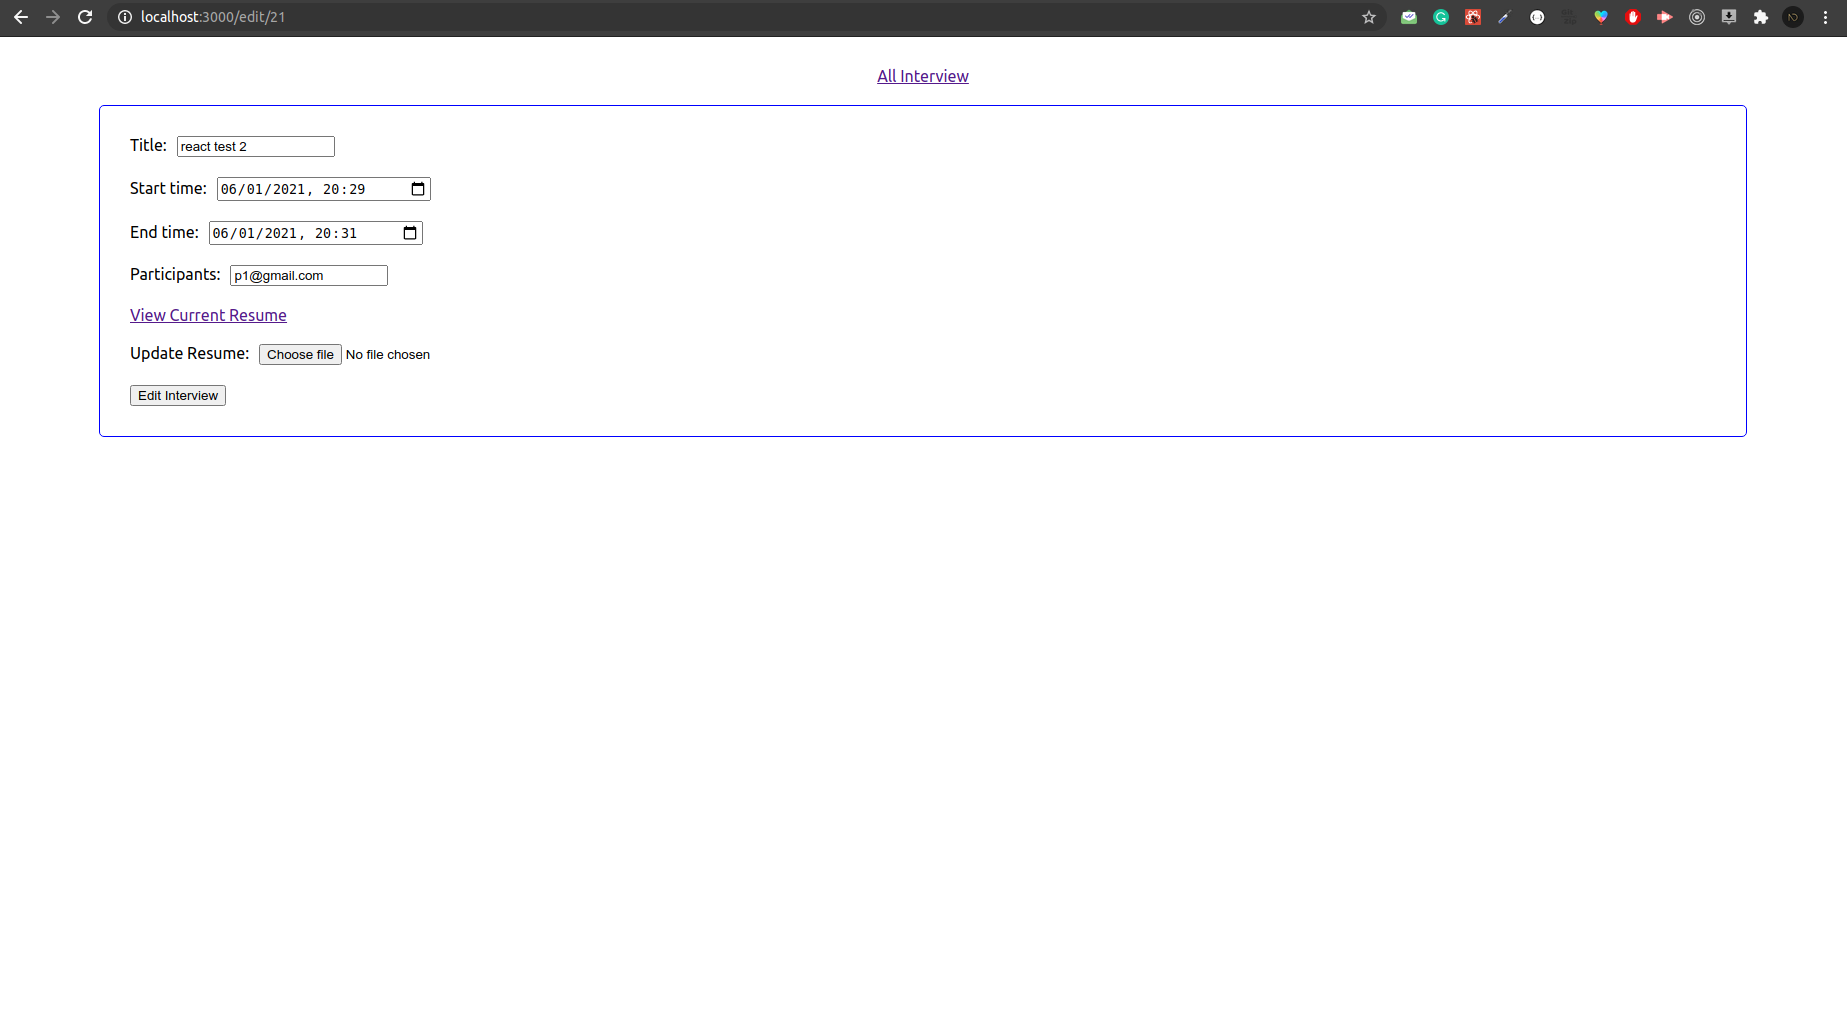 localhost:3000/edit/21
All Interview
Title: react test 2
Start time: 06/01/2021, 20:29
End time: 06/01/2021, 20:31
Participants: p1@gmail.com
View Current Resume
Update Resume: Choose file No file chosen
Edit Interview